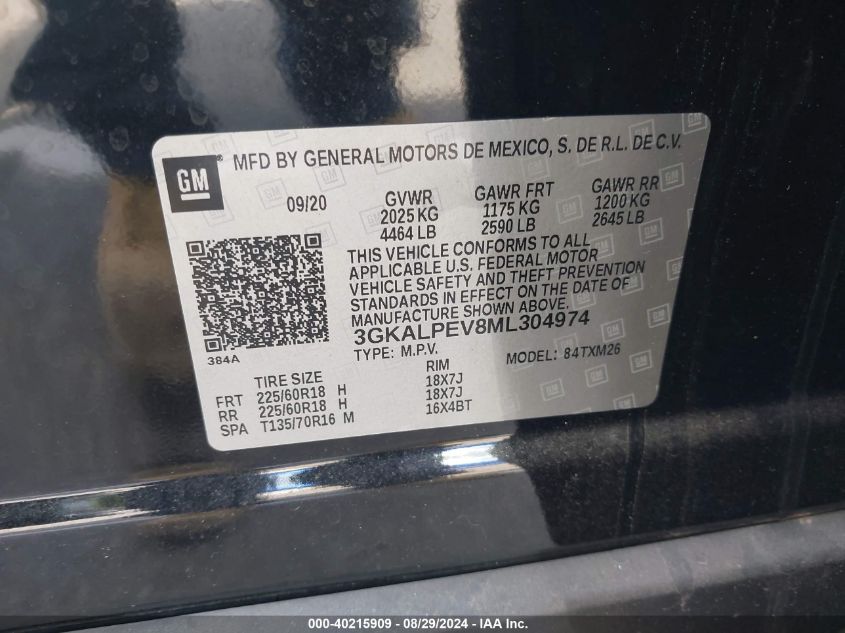 GM ® MFD BY GENERAL MOTORS DE MEXICO, S. DE R.L. DE C.V.
09/20 GVWR GAWR FRT GAWR RR
2025 KG 1175 KG 1200 KG
4464 LB 2590 LB 2645 LB
THIS VEHICLE CONFORMS TO ALL
APPLICABLE U.S. FEDERAL MOTOR
VEHICLE SAFETY AND THEFT PREVENTION
STANDARDS IN EFFECT ON THE DATE OF
MANUFACTURE SHOWN ABOVE.
3GKALPEV8ML304974
384A
TYPE: M.P.V. MODEL: 84TXM26
TIRE SIZE RIM
FRT 225/60R18 H 18X7J
RR 225/60R18 H 18X7J
SPA T135/70R16 M 16X4BT
000-40215909 - 08/29/2024 - IAA Inc.